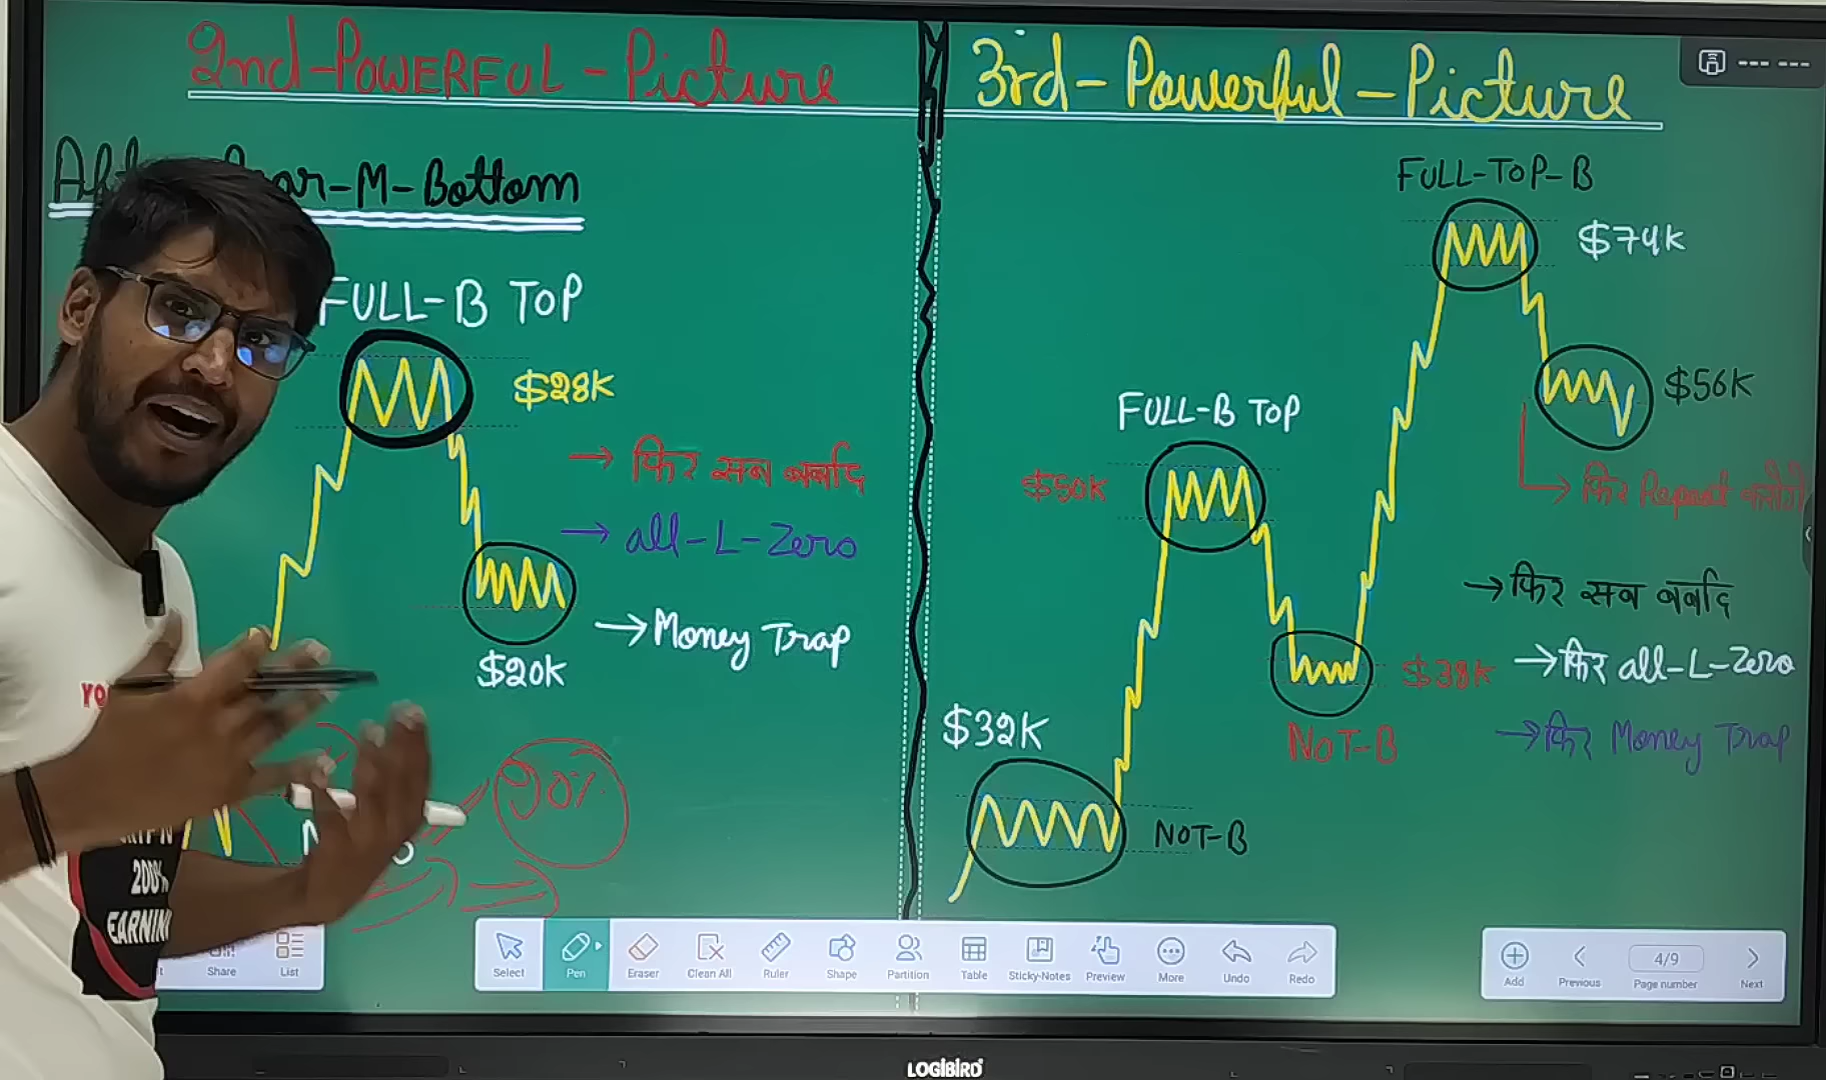 2nd-POWERFUL-Picture
-M-Bottom
FULL-B TOP
$28K
→ फिर सब बर्बाद
→ all-L-Zero
$20K
→ Money Trap
90%
3rd-Powerful-Picture
FULL-TOP-B
$74K
$56K
→ फिर Repeat
FULL-B TOP
$50K
→ फिर सब बर्बाद
$38K
→ फिर all-L-Zero
NOT-B
→ फिर Money Trap
$32K
NOT-B
200%
EARNING
Share
List
Select
Pen
Eraser
Clean All
Ruler
Shape
Partition
Table
Sticky-Notes
Preview
More
Undo
Redo
Add
Previous
4/9
Page number
Next
LOGIBIRD